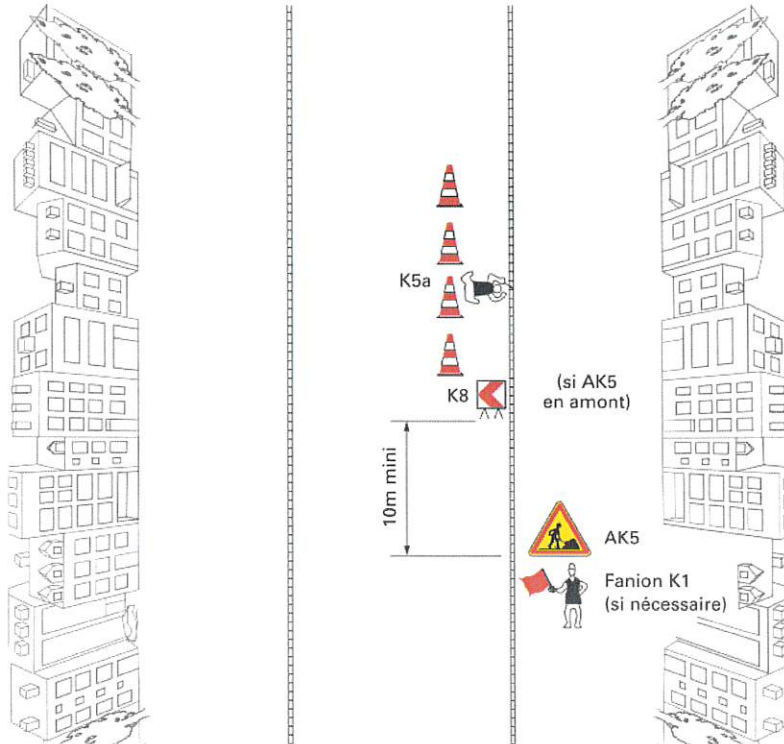 K5a
K8
(si AK5
en amont)
10m mini
AK5
Fanion K1
(si nécessaire)